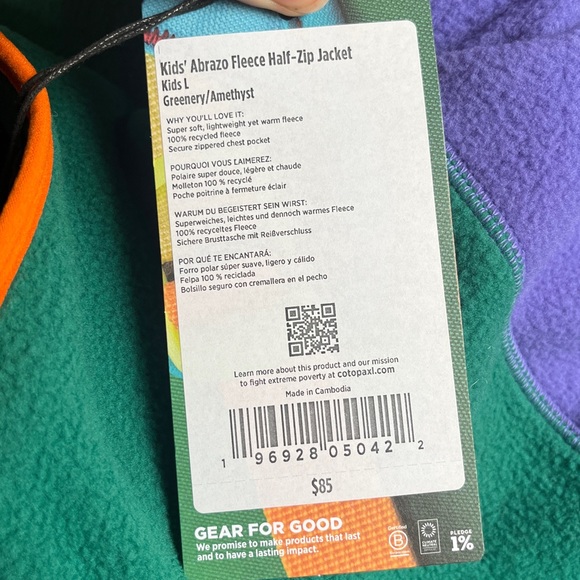 Kids' Abrazo Fleece Half-Zip Jacket
Kids L
Greenery/Amethyst
WHY YOU'LL LOVE IT:
Super soft, lightweight yet warm fleece
100% recycled fleece
Secure zippered chest pocket
POURQUOI VOUS L'AIMEREZ:
Polaire super douce, légère et chaude
Molleton 100 % recyclé
Poche poitrine à fermeture éclair
WARUM DU BEGEISTERT SEIN WIRST:
Superweiches, leichtes und dennoch warmes Fleece
100% recyceltes Fleece
Sichere Brusttasche mit Reißverschluss
POR QUÉ TE ENCANTARÁ:
Forro polar súper suave, ligero y cálido
Felpa 100 % reciclada
Bolsillo seguro con cremallera en el pecho
Learn more about this product and our mission
to fight extreme poverty at cotopaxi.com
Made in Cambodia
1 96928 05042 2
$85
GEAR FOR GOOD
We promise to make products that last
and to have a lasting impact.
Certified
B
PLEDGE
1%